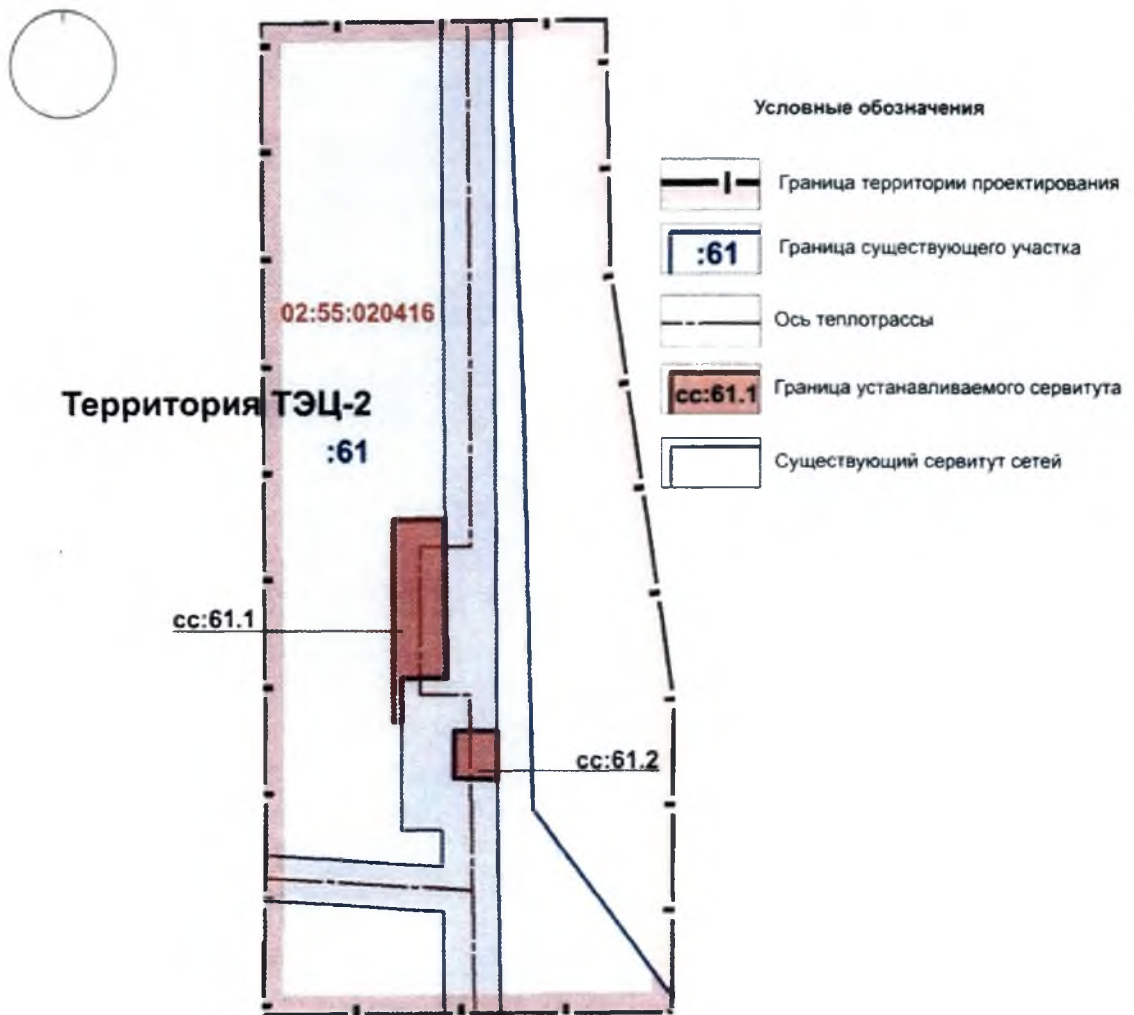 Условные обозначения
Граница территории проектирования
:61
Граница существующего участка
Ось теплотрассы
сс:61.1
Граница устанавливаемого сервитута
Существующий сервитут сетей
02:55:020416
Территория ТЭЦ-2
:61
сс:61.1
сс:61.2